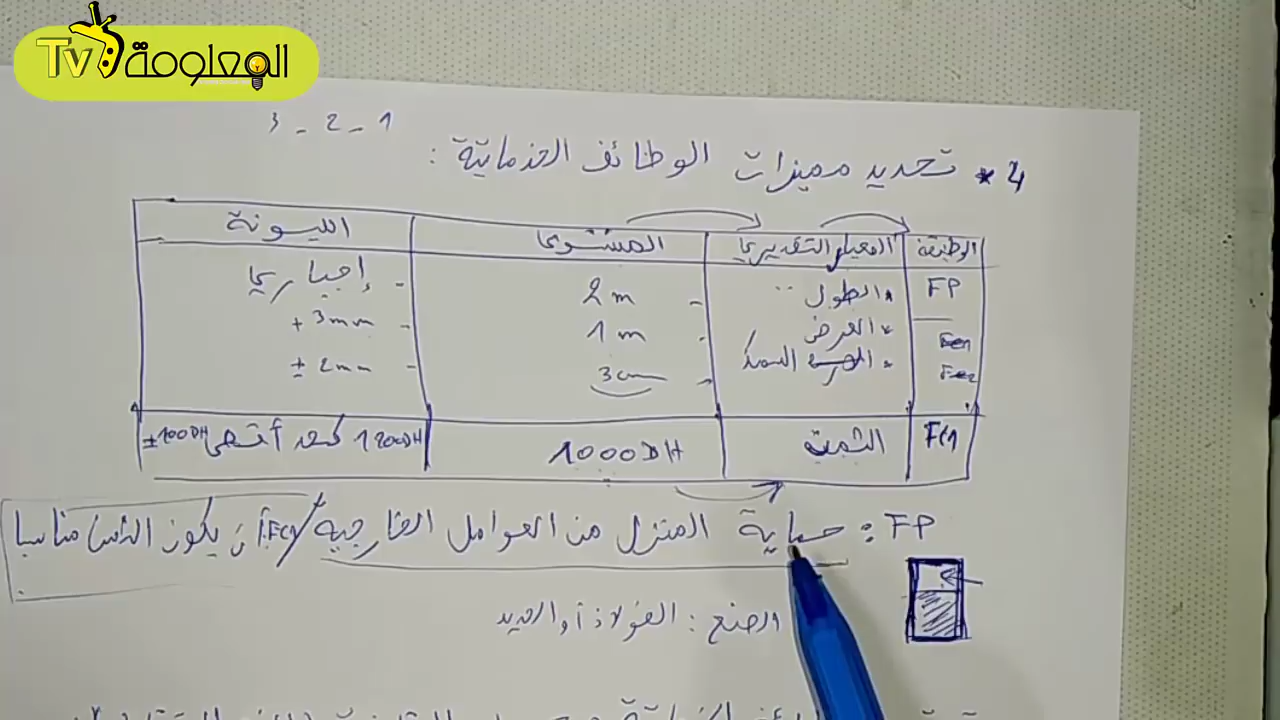 المعلومة Tv
3 - 2 - 1
4 * تحديد مميزات الوظائف الخدماتية :
الوظيفة المعيار التقديري المستوى الليونة
FP * الطول - 2m - إجباري
* العرض - 1m - + 3mm
* السمك - 3cm - ± 2mm
FC1 الثمن 1000DH 1200DH كحد أقصى ±100DH
FP : حماية المنزل من العوامل الخارجية / FC1: أن يكون الثمن مناسبا
الصنع : الفولاذ أو الحديد